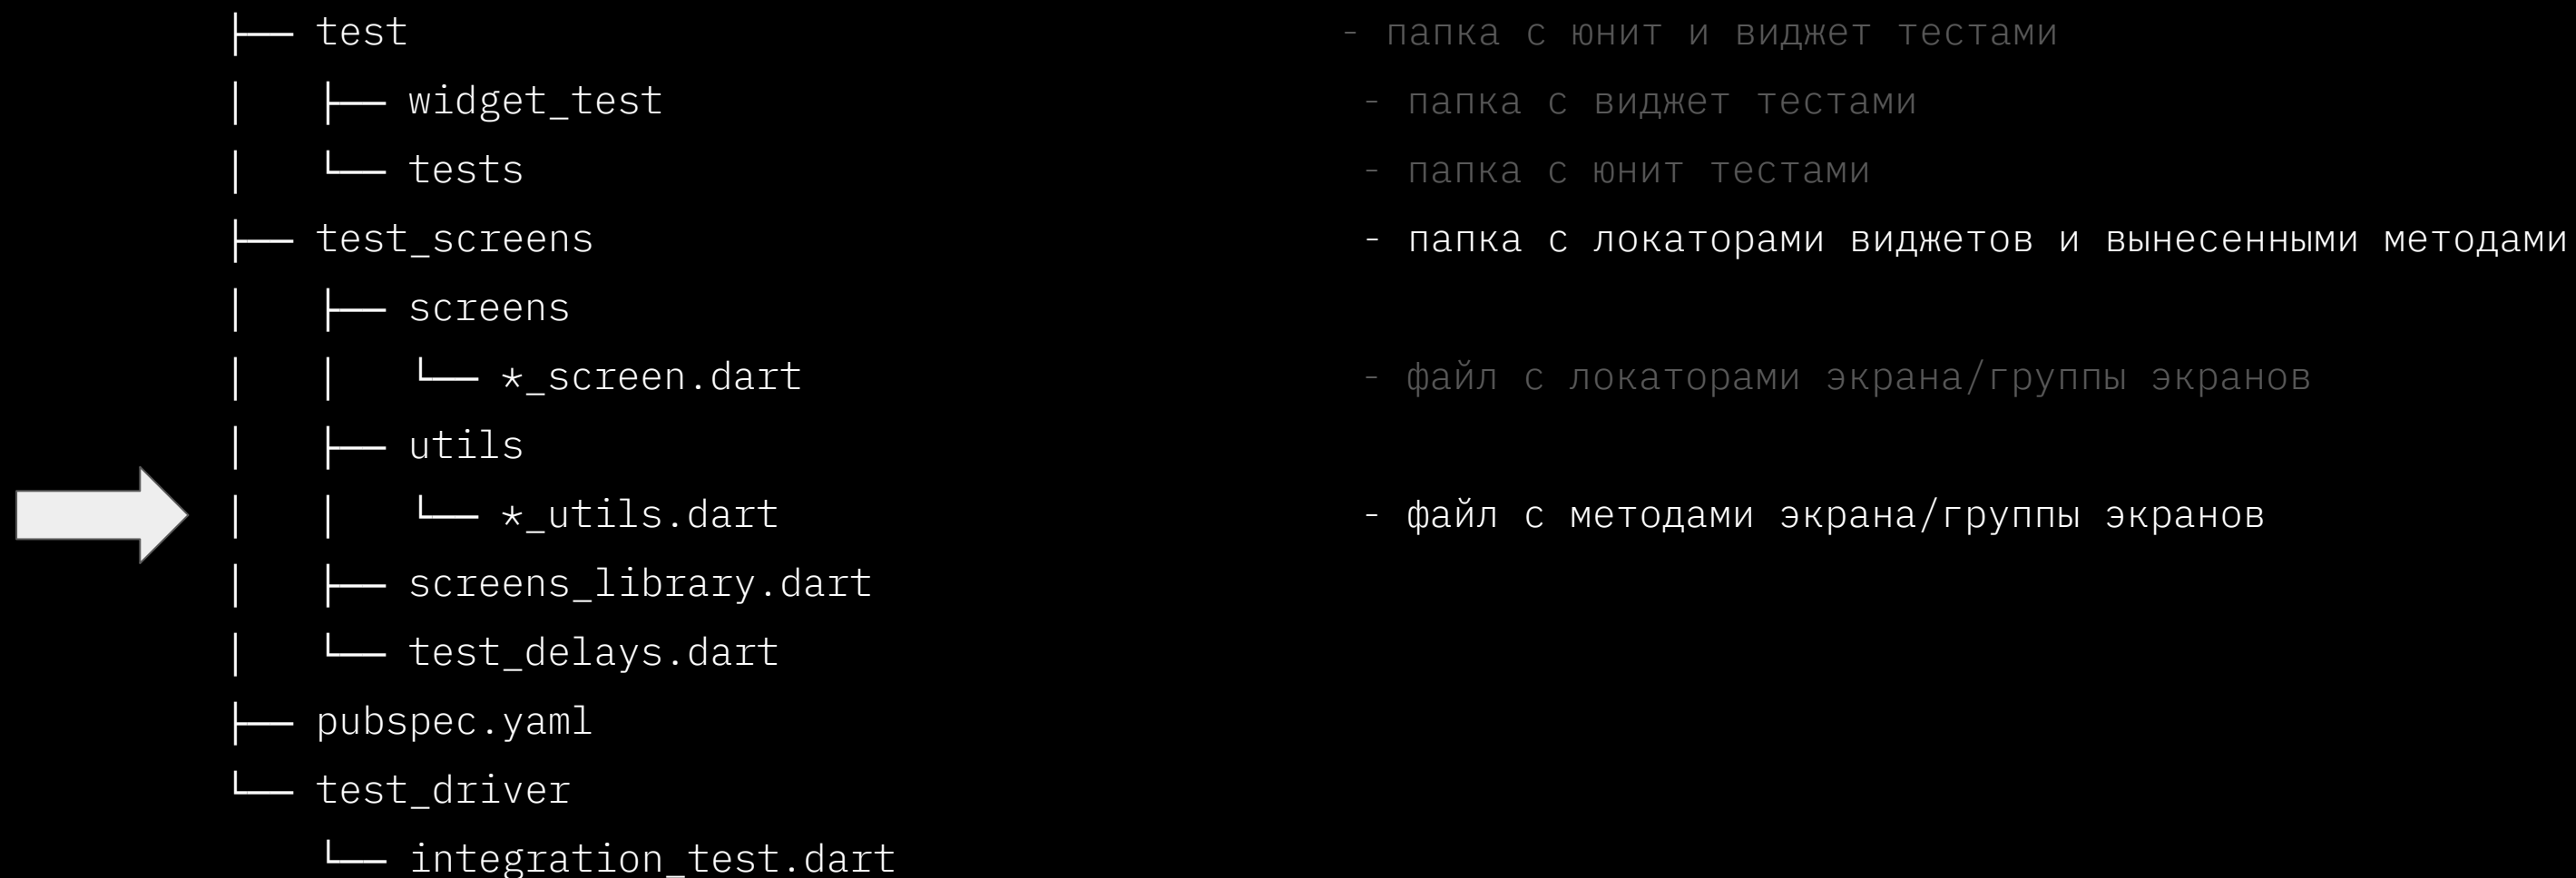 ├── test - папка с юнит и виджет тестами
│   ├── widget_test - папка с виджет тестами
│   └── tests - папка с юнит тестами
├── test_screens - папка с локаторами виджетов и вынесенными методами
│   ├── screens
│   │   └── *_screen.dart - файл с локаторами экрана/группы экранов
│   ├── utils
│   │   └── *_utils.dart - файл с методами экрана/группы экранов
│   ├── screens_library.dart
│   └── test_delays.dart
├── pubspec.yaml
└── test_driver
    └── integration_test.dart